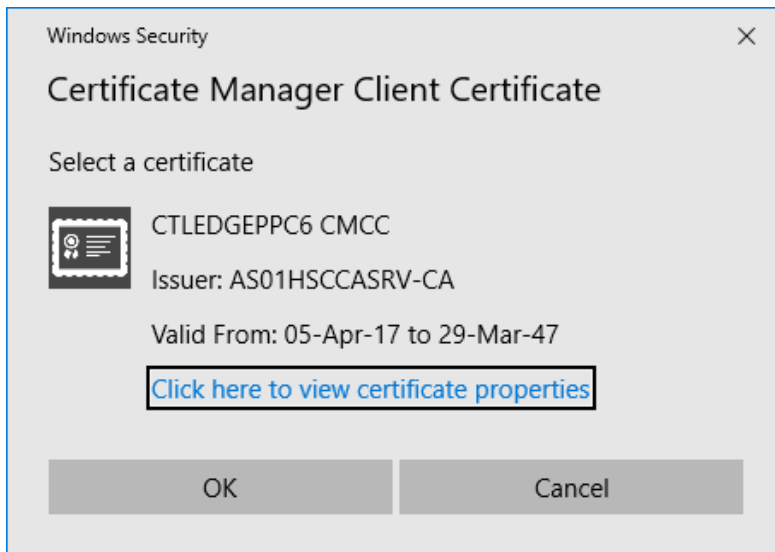 Windows Security
Certificate Manager Client Certificate
Select a certificate
CTLEDGEPPC6 CMCC
Issuer: AS01HSCCASRV-CA
Valid From: 05-Apr-17 to 29-Mar-47
Click here to view certificate properties
OK
Cancel